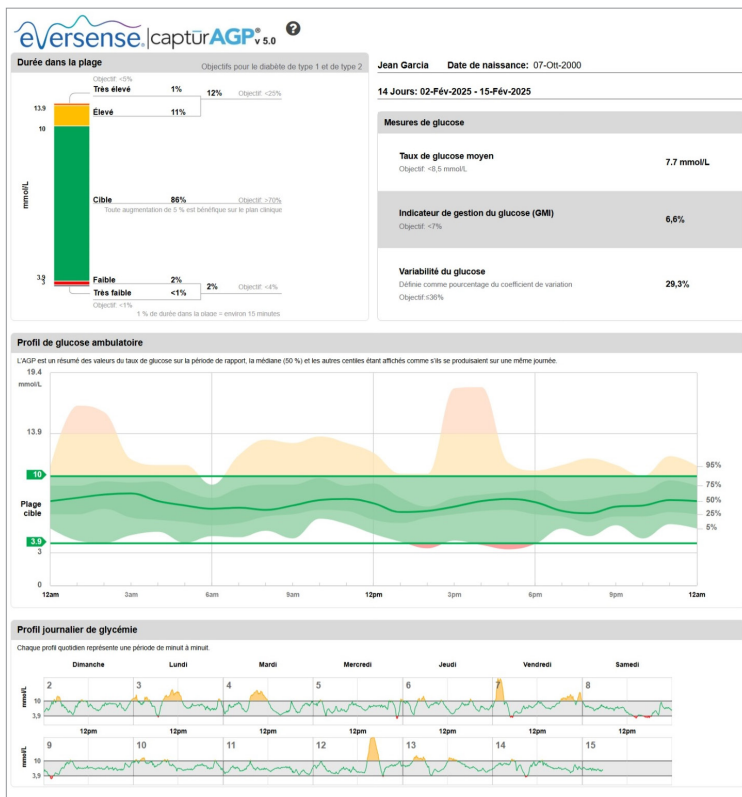 eversense® | captūrAGP® v 5.0 ?
Durée dans la plage
Objectifs pour le diabète de type 1 et de type 2
Objectif: <5%
Très élevé 1%
12% Objectif: <25%
13.9
Élevé 11%
10
mmol/L
Cible 86% Objectif: >70%
Toute augmentation de 5 % est bénéfique sur le plan clinique
3.9
3
Faible 2%
2% Objectif: <4%
Très faible <1%
Objectif: <1%
1 % de durée dans la plage = environ 15 minutes
Jean Garcia Date de naissance: 07-Ott-2000
14 Jours: 02-Fév-2025 - 15-Fév-2025
Mesures de glucose
Taux de glucose moyen
Objectif: <8,5 mmol/L
7.7 mmol/L
Indicateur de gestion du glucose (GMI)
Objectif: <7%
6,6%
Variabilité du glucose
Définie comme pourcentage du coefficient de variation
Objectif:≤36%
29,3%
Profil de glucose ambulatoire
L'AGP est un résumé des valeurs du taux de glucose sur la période de rapport, la médiane (50 %) et les autres centiles étant affichés comme s'ils se produisaient sur une même journée.
19.4
mmol/L
13.9
10
Plage
cible
3.9
3
0
95%
75%
50%
25%
5%
12am 3am 6am 9am 12pm 3pm 6pm 9pm 12am
Profil journalier de glycémie
Chaque profil quotidien représente une période de minuit à minuit.
Dimanche Lundi Mardi Mercredi Jeudi Vendredi Samedi
2 3 4 5 6 7 8
mmol/L
10
3,9
12pm 12pm 12pm 12pm 12pm 12pm 12pm
9 10 11 12 13 14 15
mmol/L
10
3,9